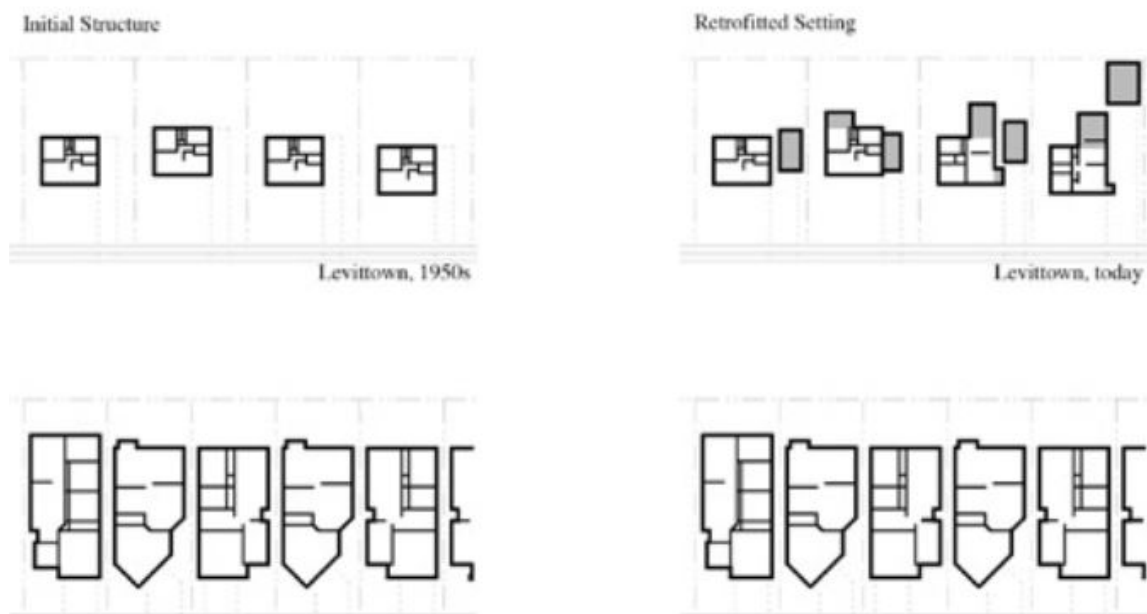 Initial Structure
Retrofitted Setting
Levittown, 1950s
Levittown, today